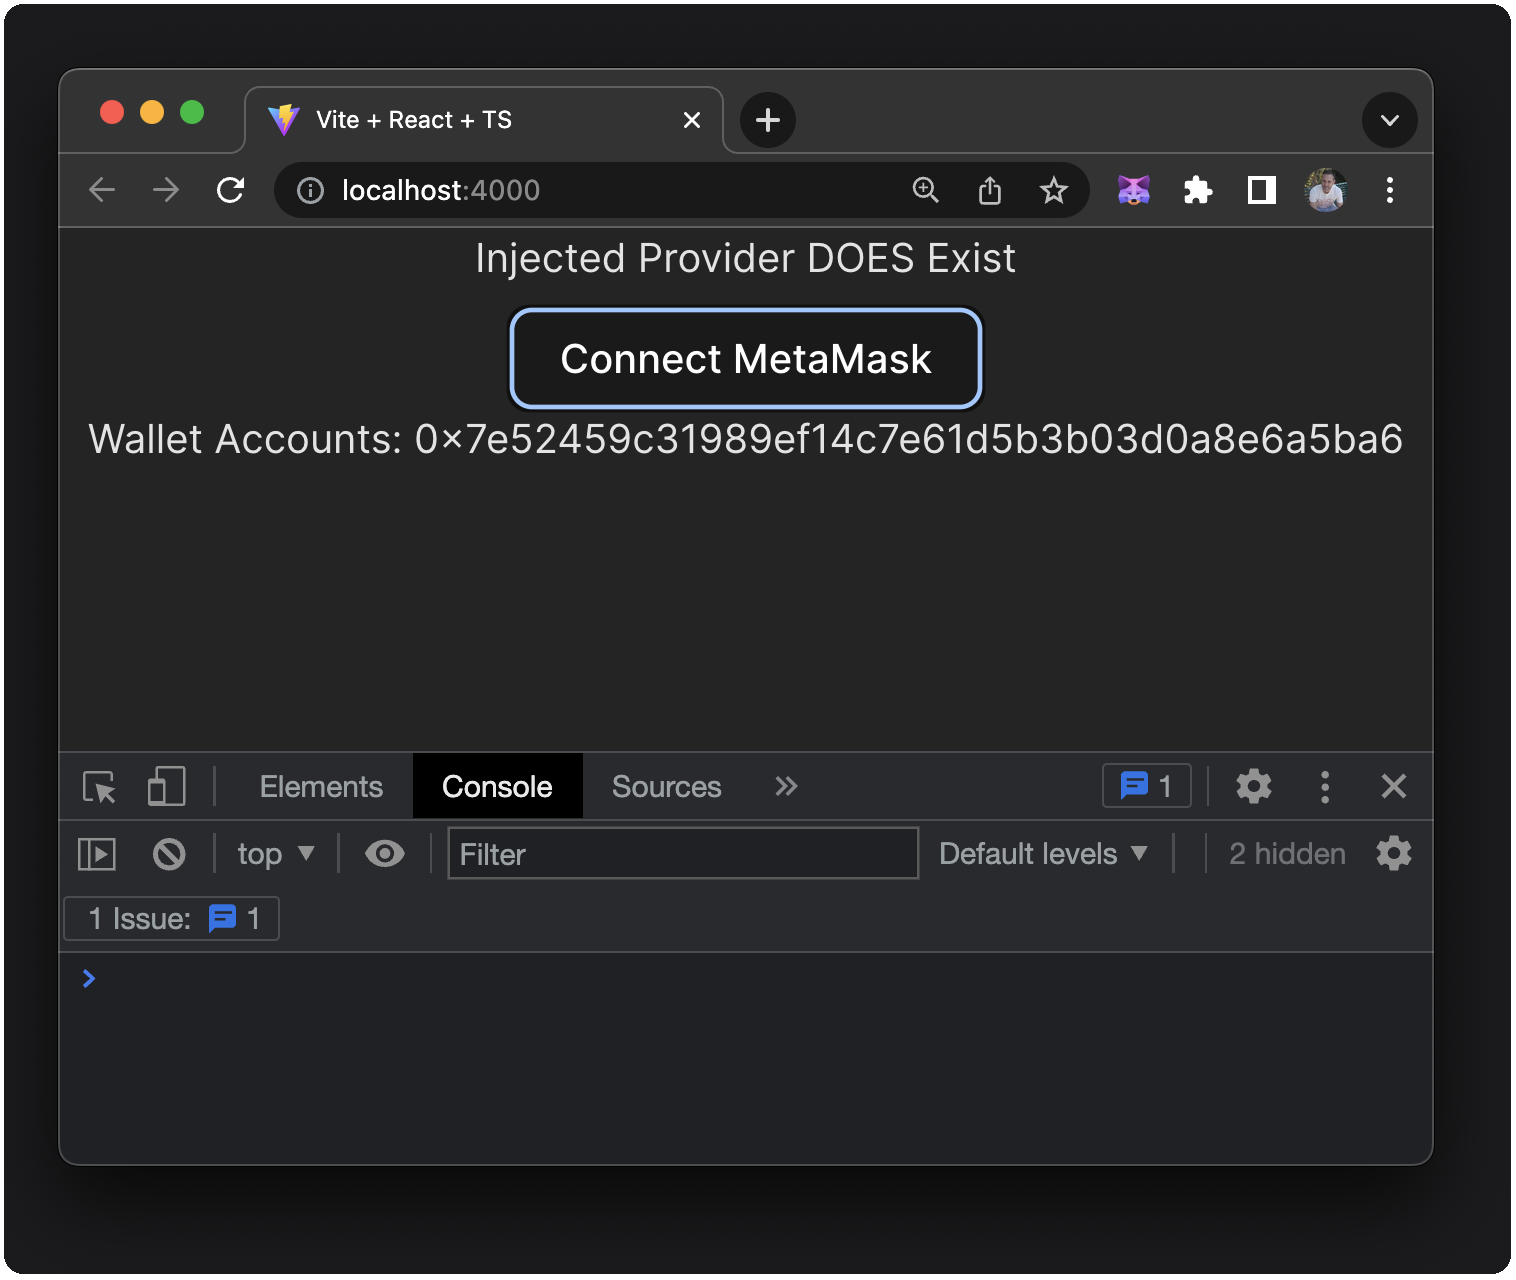 Vite + React + TS
localhost:4000
Injected Provider DOES Exist
Connect MetaMask
Wallet Accounts: 0x7e52459c31989ef14c7e61d5b3b03d0a8e6a5ba6
Elements Console Sources 1
top Filter Default levels 2 hidden
1 Issue: 1